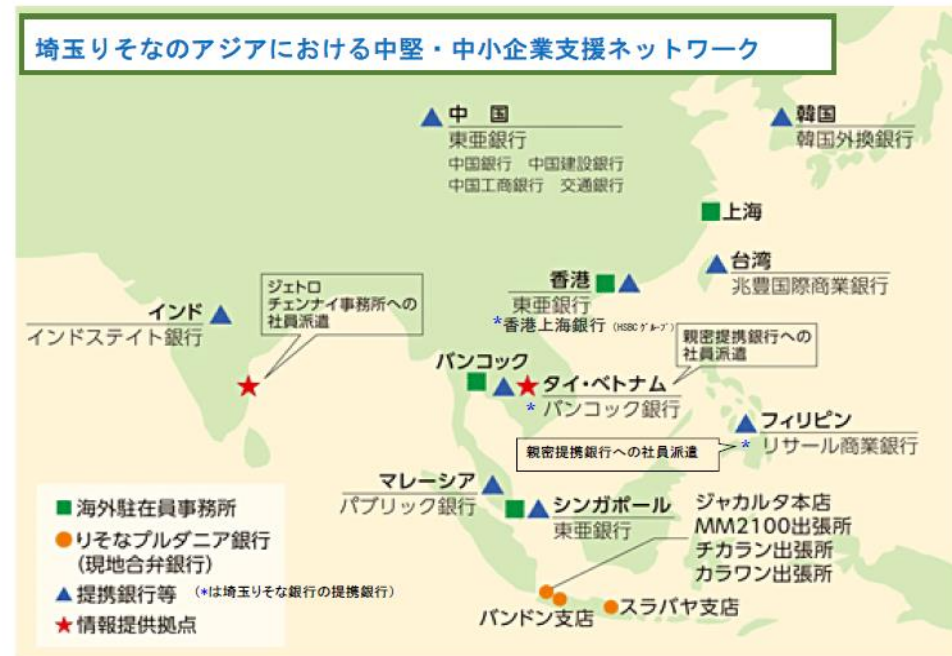 埼玉りそなのアジアにおける中堅・中小企業支援ネットワーク
中 国
東亜銀行
中国銀行 中国建設銀行
中国工商銀行 交通銀行
韓国
韓国外換銀行
上海
台湾
兆豊国際商業銀行
香港
東亜銀行
*香港上海銀行 (HSBCグループ)
インド
インドステイト銀行
ジェトロ
チェンナイ事務所への
社員派遣
親密提携銀行への
社員派遣
バンコック
タイ・ベトナム
* バンコック銀行
フィリピン
* リサール商業銀行
親密提携銀行への社員派遣
マレーシア
パブリック銀行
シンガポール
東亜銀行
ジャカルタ本店
MM2100出張所
チカラン出張所
カラワン出張所
バンドン支店
スラバヤ支店
海外駐在員事務所
りそなプルダニア銀行
(現地合弁銀行)
提携銀行等 (*は埼玉りそな銀行の提携銀行)
情報提供拠点